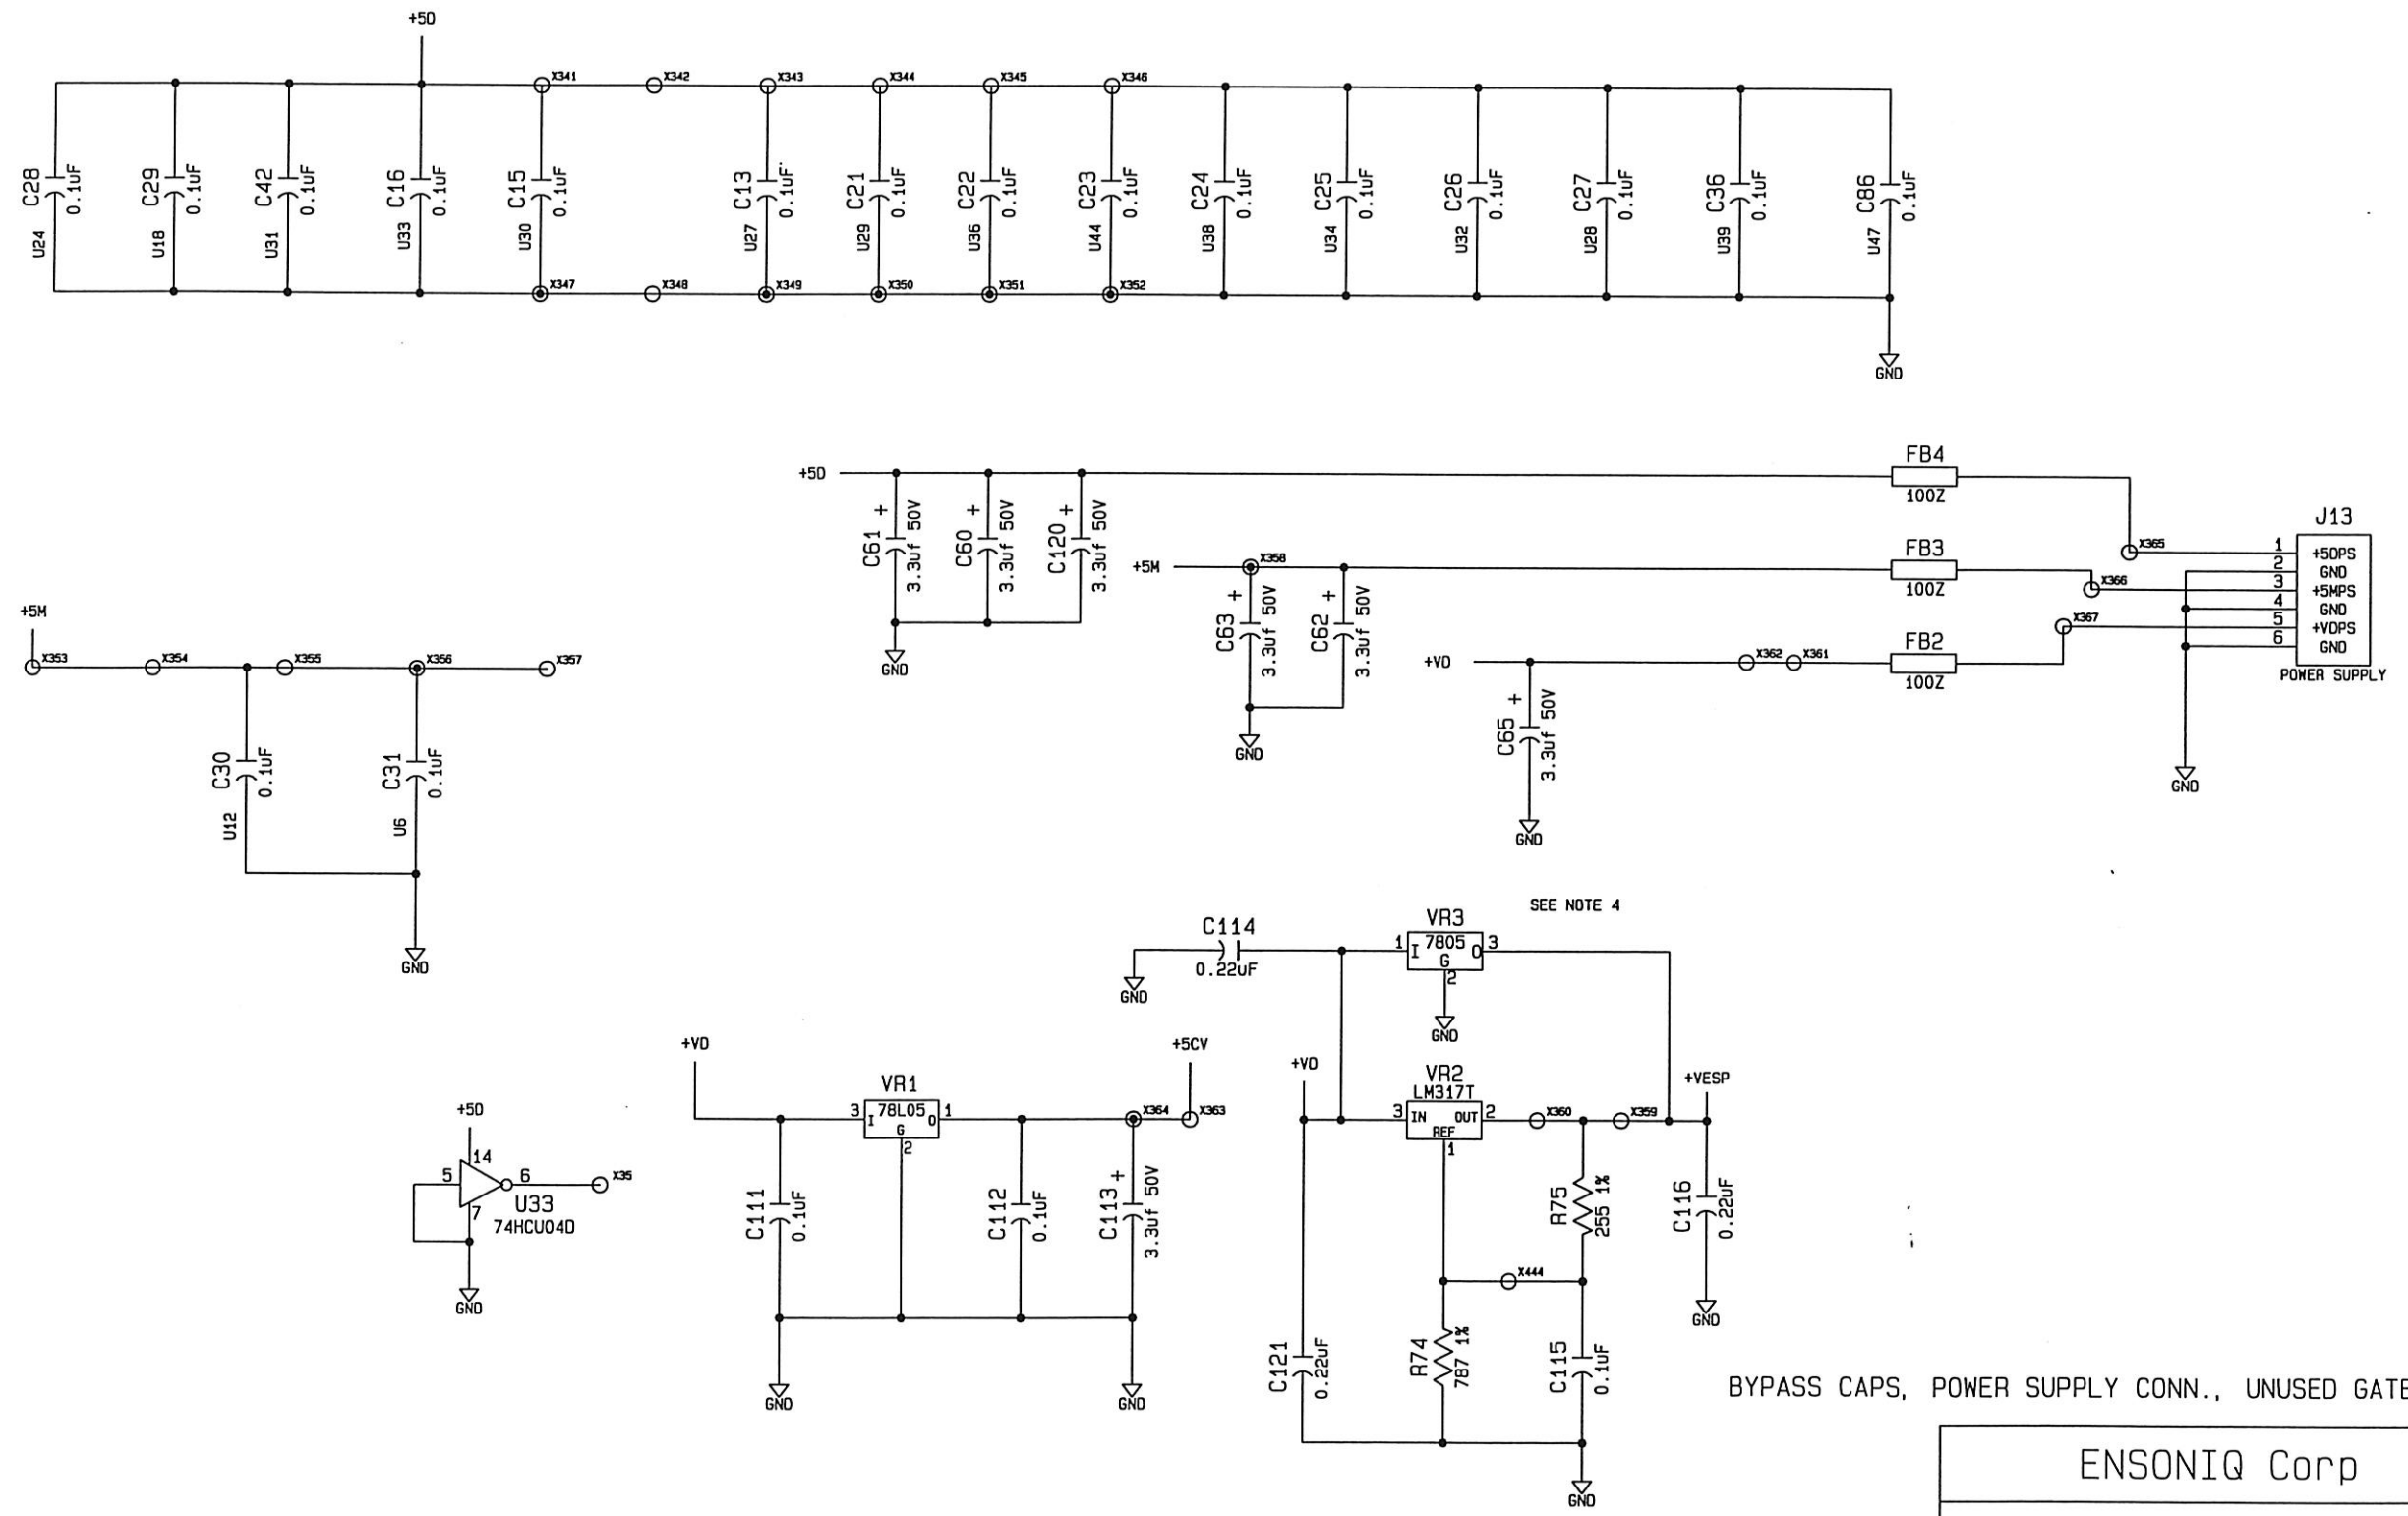 +5D
X341 X342 X343 X344 X345 X346
C28 0.1uF U24
C29 0.1uF U18
C42 0.1uF U31
C16 0.1uF U33
C15 0.1uF U30
C13 0.1uF U27
C21 0.1uF U29
C22 0.1uF U36
C23 0.1uF U44
C24 0.1uF U38
C25 0.1uF U34
C26 0.1uF U32
C27 0.1uF U28
C36 0.1uF U39
C86 0.1uF U47
X347 X348 X349 X350 X351 X352
GND
+5D
C61 + 3.3uf 50V
C60 + 3.3uf 50V
C120 + 3.3uf 50V
GND
FB4
100Z
X365
+5M
X358
C63 + 3.3uf 50V
C62 + 3.3uf 50V
GND
FB3
100Z
X366
+VD
C65 + 3.3uf 50V
GND
X362 X361
FB2
100Z
X367
J13
1 +5DPS
2 GND
3 +5MPS
4 GND
5 +VDPS
6 GND
POWER SUPPLY
GND
+5M
X353 X354 X355 X356 X357
C30 0.1uF U12
C31 0.1uF U6
GND
SEE NOTE 4
C114
0.22uF
GND
VR3
1 I 7805 O 3
G
2
GND
+5D
14
5 6 X35
7
U33
74HCU04D
GND
+VD
VR1
3 I 78L05 O 1
G
2
+5CV
X364 X363
C111 0.1uF
C112 0.1uF
C113 + 3.3uf 50V
GND GND
+VD
VR2
LM317T
3 IN OUT 2
REF
1
X360 X359
+VESP
R75 255 1%
C116 0.22uF
GND
X444
C121 0.22uF
R74 787 1%
C115 0.1uF
GND
BYPASS CAPS, POWER SUPPLY CONN., UNUSED GATE
ENSONIQ Corp